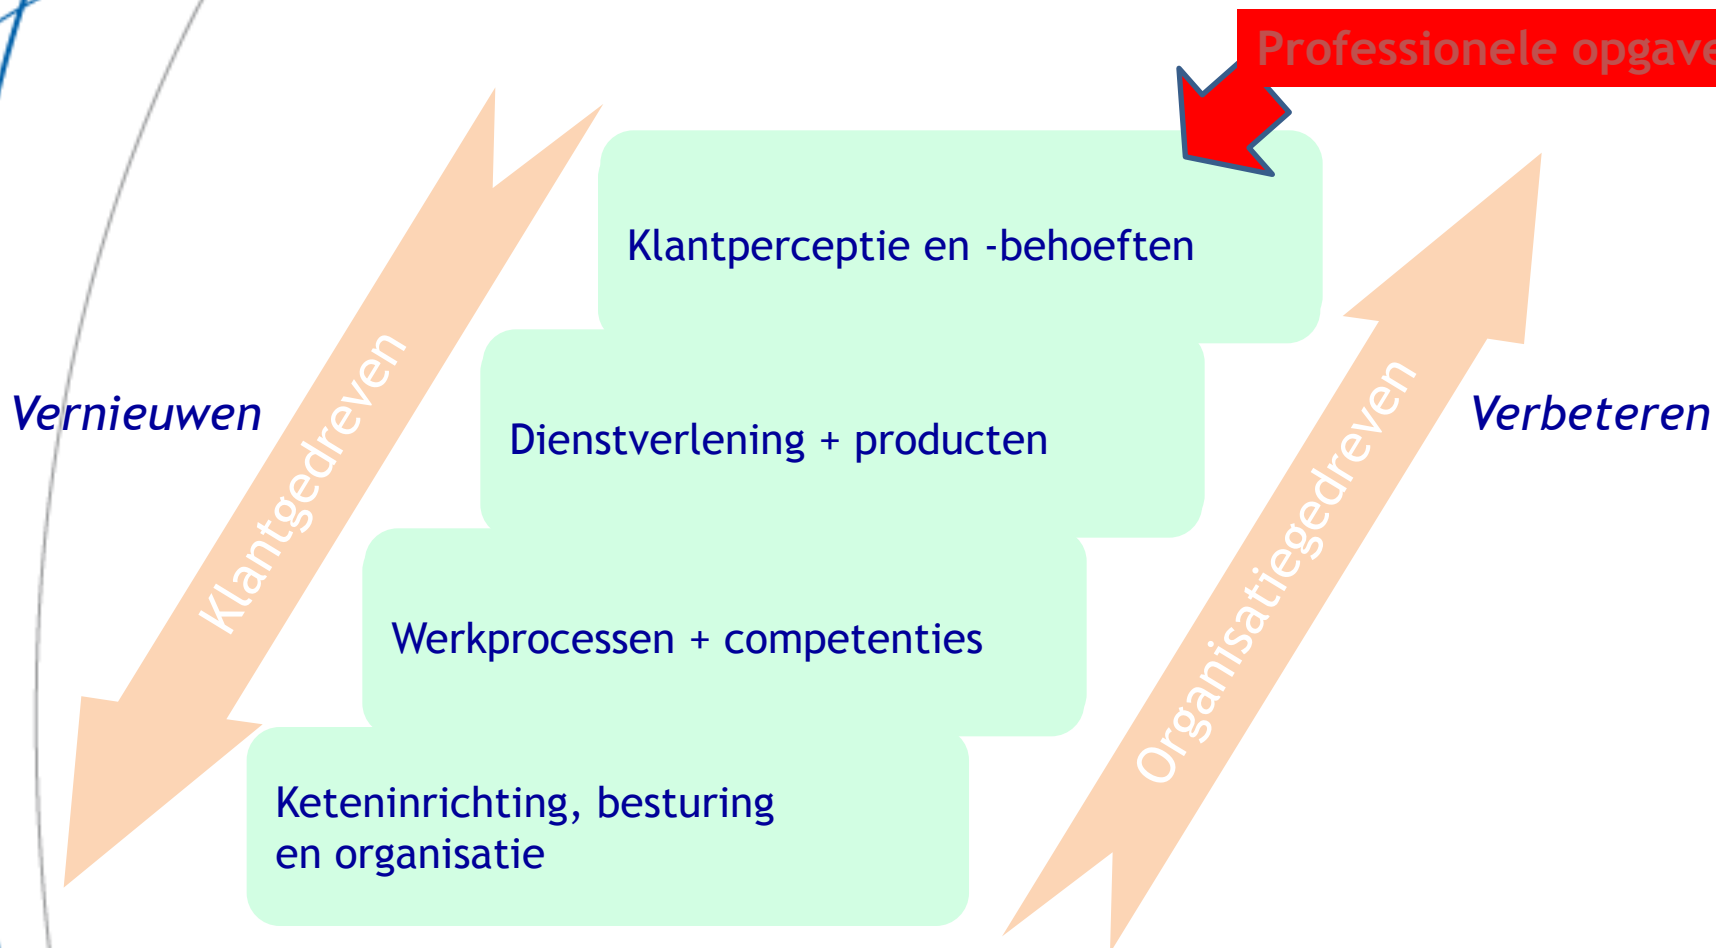 Professionele opgave
Klantperceptie en -behoeften
Klantgedreven
Vernieuwen
Dienstverlening + producten
Organisatiegedreven
Verbeteren
Werkprocessen + competenties
Keteninrichting, besturing
en organisatie